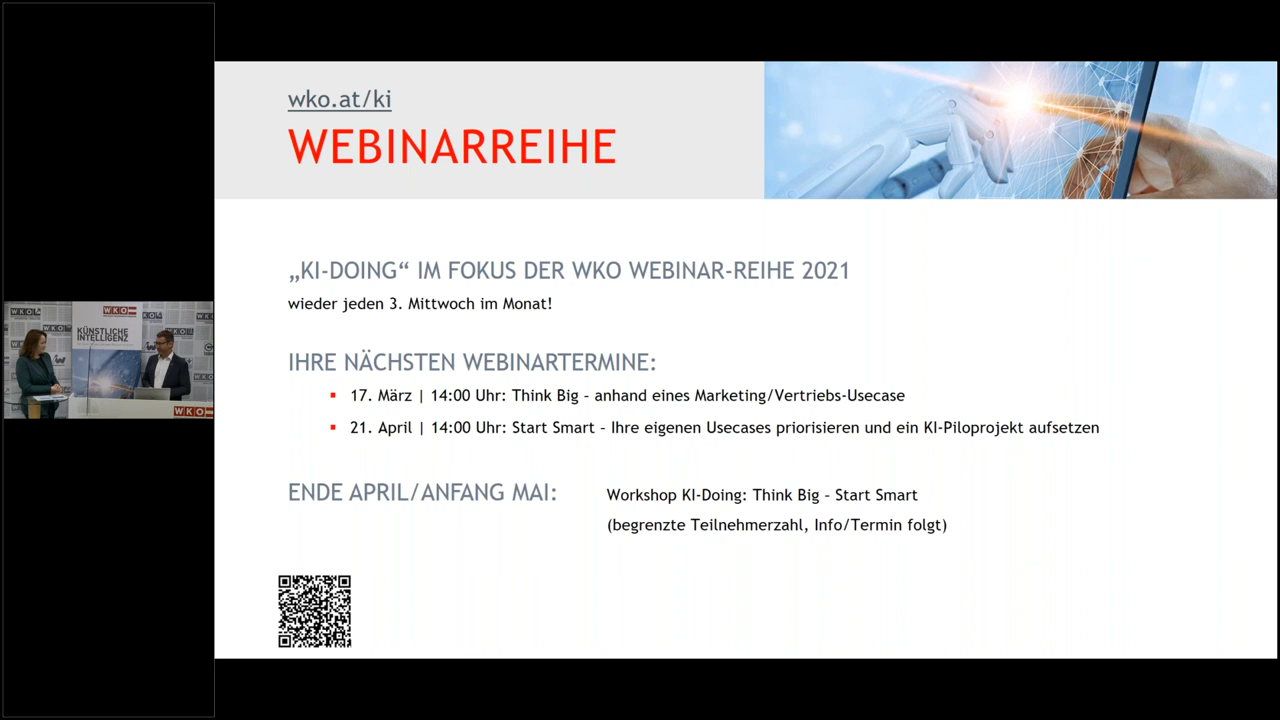 wko.at/ki
WEBINARREIHE
„KI-DOING“ IM FOKUS DER WKO WEBINAR-REIHE 2021
wieder jeden 3. Mittwoch im Monat!
IHRE NÄCHSTEN WEBINARTERMINE:
▪ 17. März | 14:00 Uhr: Think Big – anhand eines Marketing/Vertriebs-Usecase
▪ 21. April | 14:00 Uhr: Start Smart – Ihre eigenen Usecases priorisieren und ein KI-Piloprojekt aufsetzen
ENDE APRIL/ANFANG MAI: Workshop KI-Doing: Think Big – Start Smart
(begrenzte Teilnehmerzahl, Info/Termin folgt)
WKO
WKO
KÜNSTLICHE
INTELLIGENZ
WKO